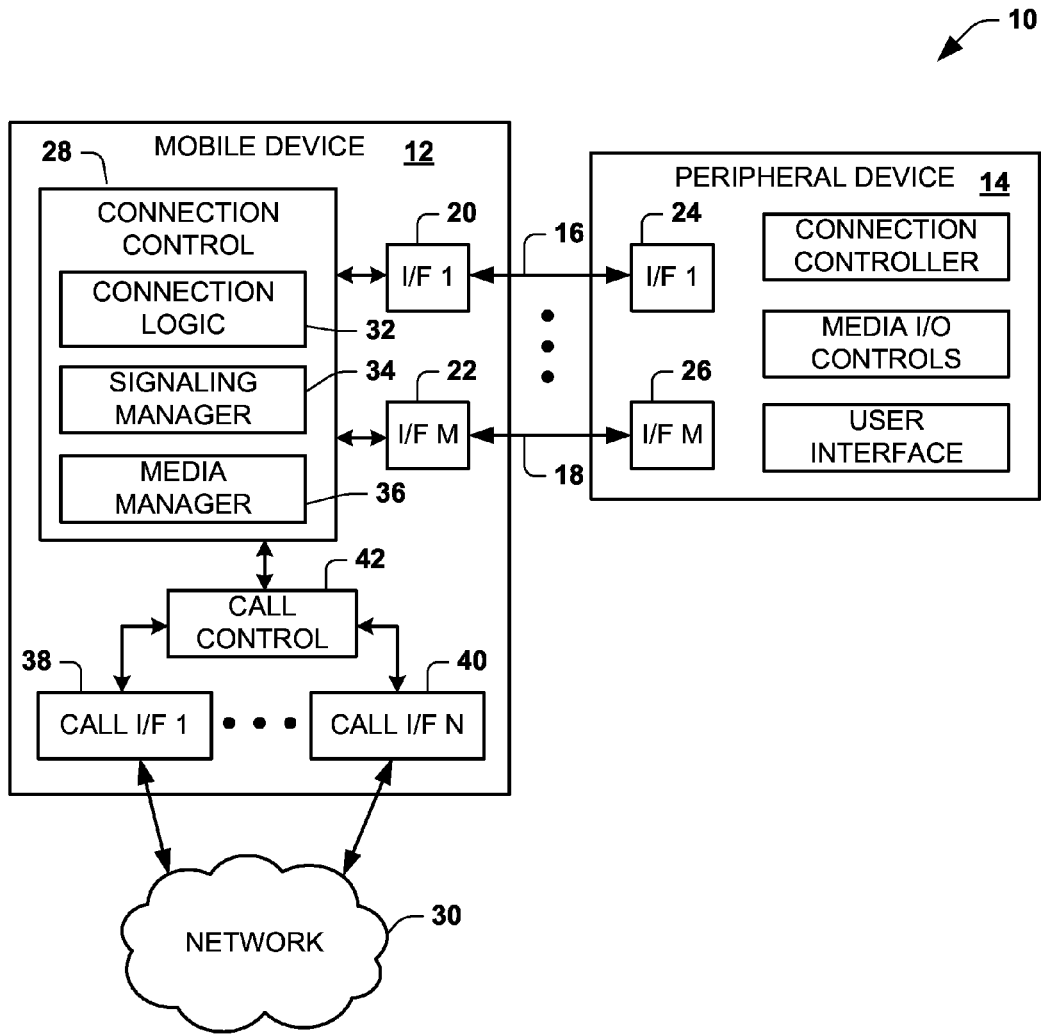 10
MOBILE DEVICE 12
28
CONNECTION
CONTROL
CONNECTION
LOGIC
32
SIGNALING
MANAGER
34
MEDIA
MANAGER
36
20
I/F 1
22
I/F M
16
18
PERIPHERAL DEVICE 14
24
I/F 1
26
I/F M
CONNECTION
CONTROLLER
MEDIA I/O
CONTROLS
USER
INTERFACE
42
CALL
CONTROL
38
CALL I/F 1
40
CALL I/F N
NETWORK
30